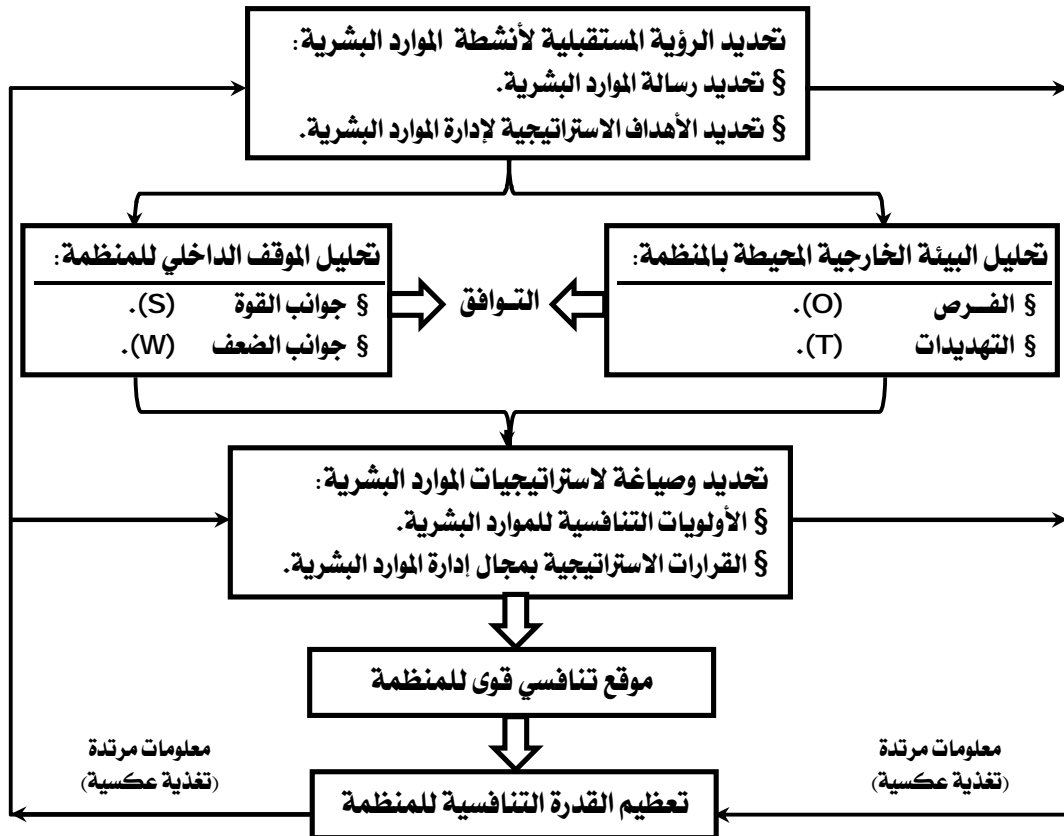 تحديد الرؤية المستقبلية لأنشطة الموارد البشرية:
§ تحديد رسالة الموارد البشرية.
§ تحديد الأهداف الاستراتيجية لإدارة الموارد البشرية.
تحليل البيئة الخارجية المحيطة بالمنظمة:
§ الفــرص (O).
§ التهديدات (T).
التــوافق
تحليل الموقف الداخلي للمنظمة:
§ جوانب القوة (S).
§ جوانب الضعف (W).
تحديد وصياغة لاستراتيجيات الموارد البشرية:
§ الأولويات التنافسية للموارد البشرية.
§ القرارات الاستراتيجية بمجال إدارة الموارد البشرية.
موقع تنافسي قوى للمنظمة
معلومات مرتدة
(تغذية عكسية)
تعظيم القدرة التنافسية للمنظمة
معلومات مرتدة
(تغذية عكسية)